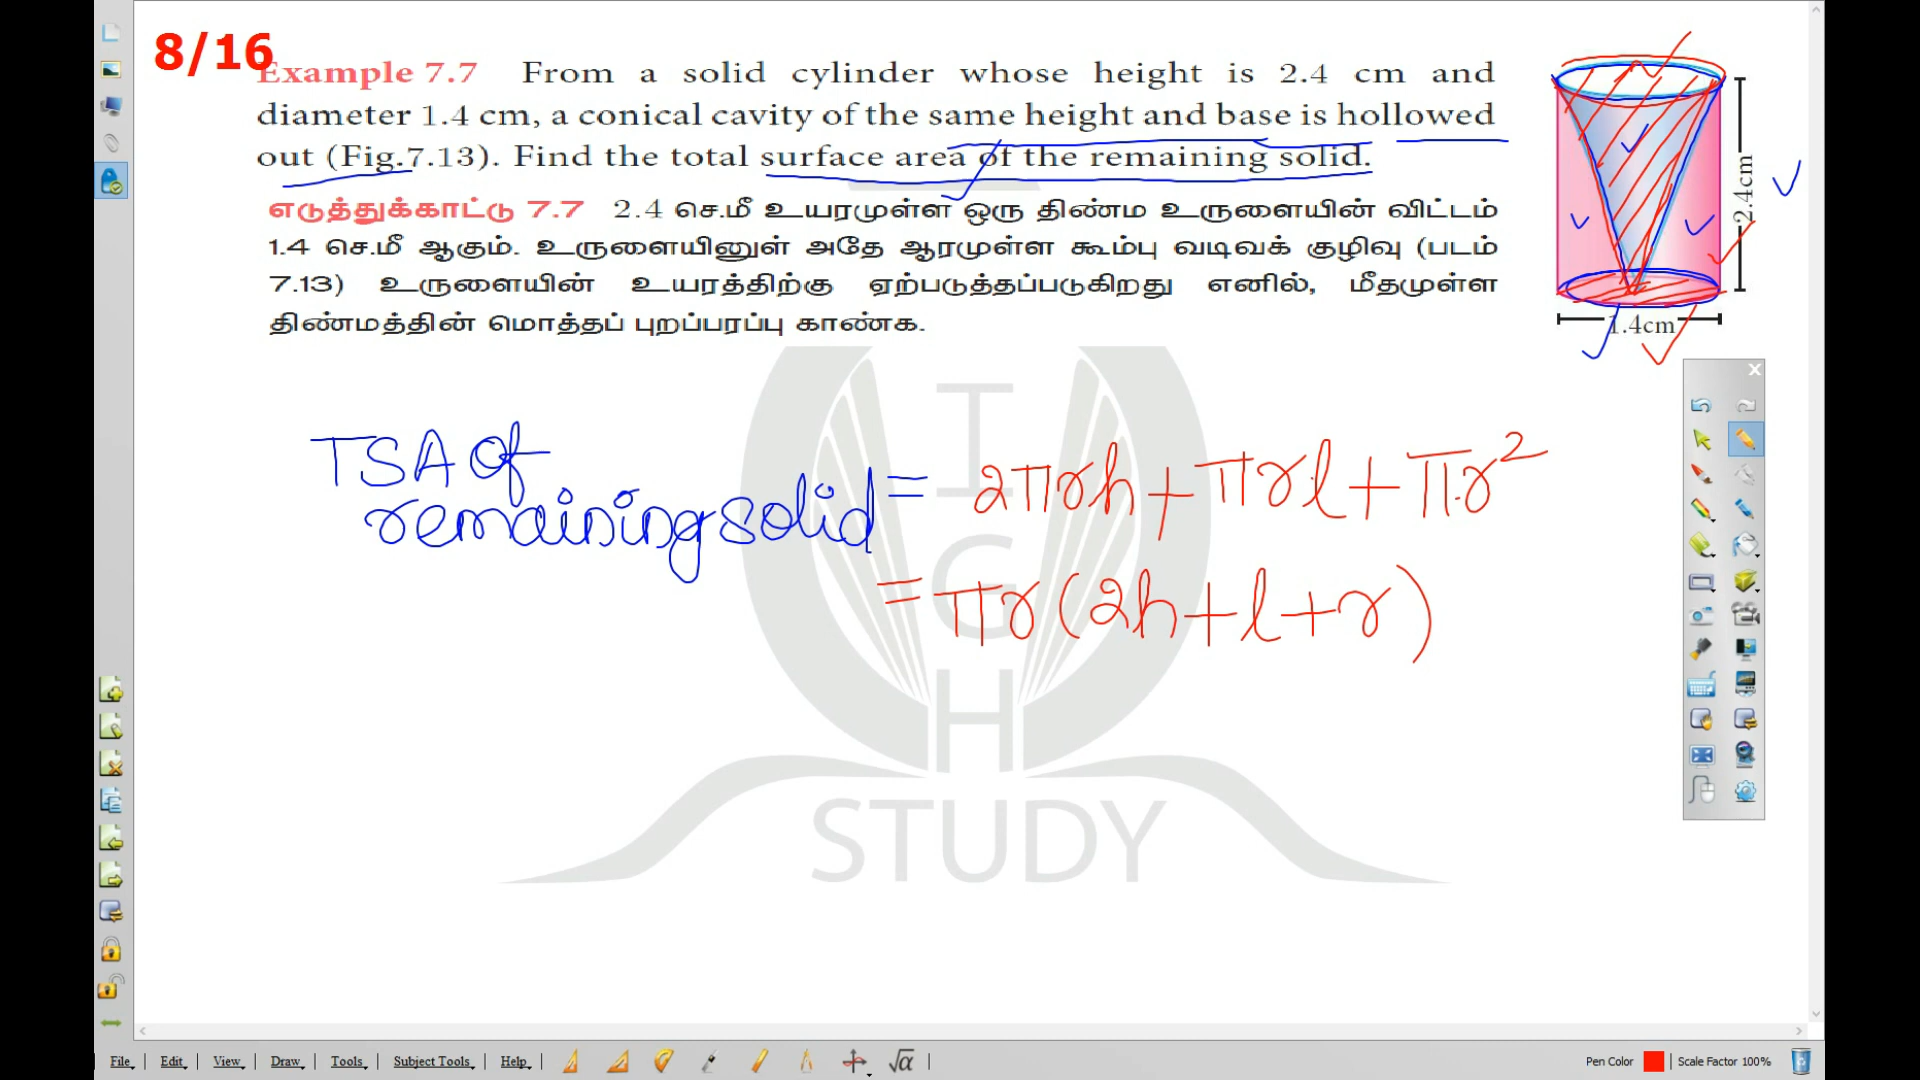 8/16
Example 7.7 From a solid cylinder whose height is 2.4 cm and
diameter 1.4 cm, a conical cavity of the same height and base is hollowed
out (Fig.7.13). Find the total surface area of the remaining solid.
எடுத்துக்காட்டு 7.7 2.4 செ.மீ உயரமுள்ள ஒரு திண்ம உருளையின் விட்டம்
1.4 செ.மீ ஆகும். உருளையினுள் அதே ஆரமுள்ள கூம்பு வடிவக் குழிவு (படம்
7.13) உருளையின் உயரத்திற்கு ஏற்படுத்தப்படுகிறது எனில், மீதமுள்ள
திண்மத்தின் மொத்தப் புறப்பரப்பு காண்க.
2.4cm
1.4cm
TSA Of
remaining solid = 2πrh + πrl + πr²
= πr (2h + l + r)
LIGHT
STUDY
File Edit View Draw Tools Subject Tools Help
Pen Color Scale Factor 100%